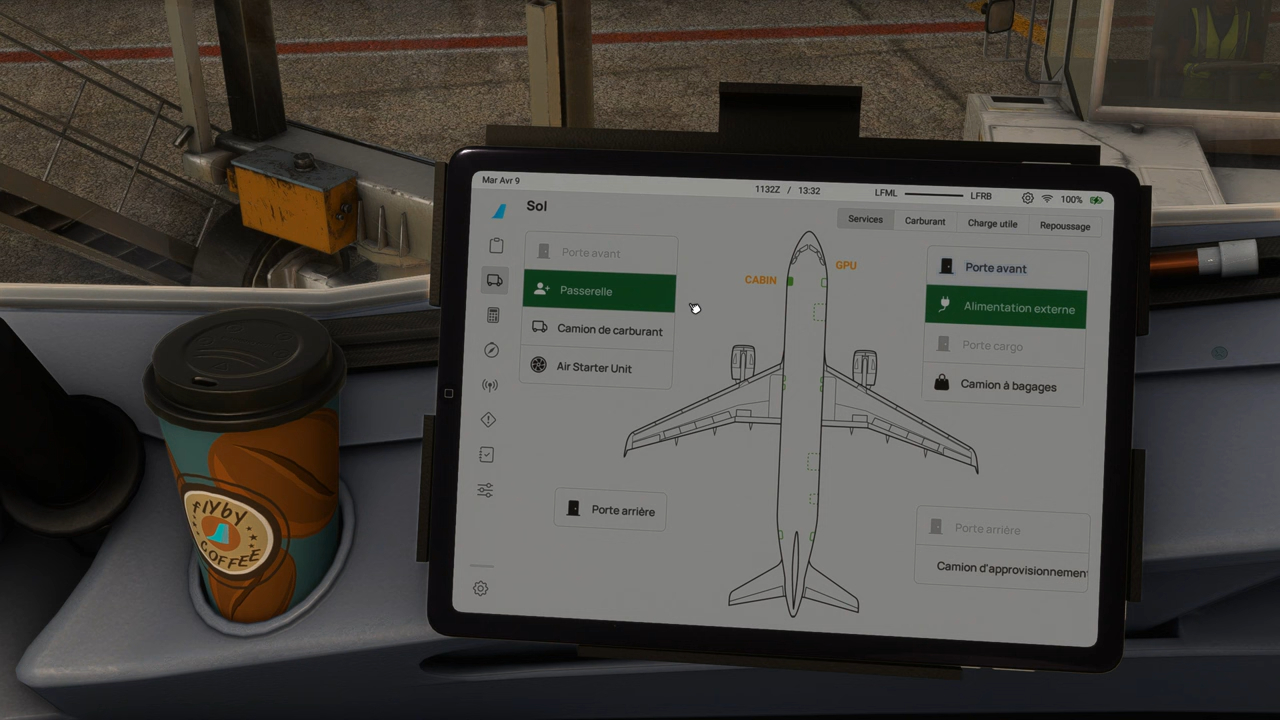 Mar Avr 9
1132Z / 13:32
LFML LFRB
100%
Sol
Services
Carburant
Charge utile
Repoussage
Porte avant
Passerelle
Camion de carburant
Air Starter Unit
CABIN
GPU
Porte avant
Alimentation externe
Porte cargo
Camion à bagages
Porte arrière
Porte arrière
Camion d'approvisionnement
flyby
COFFEE